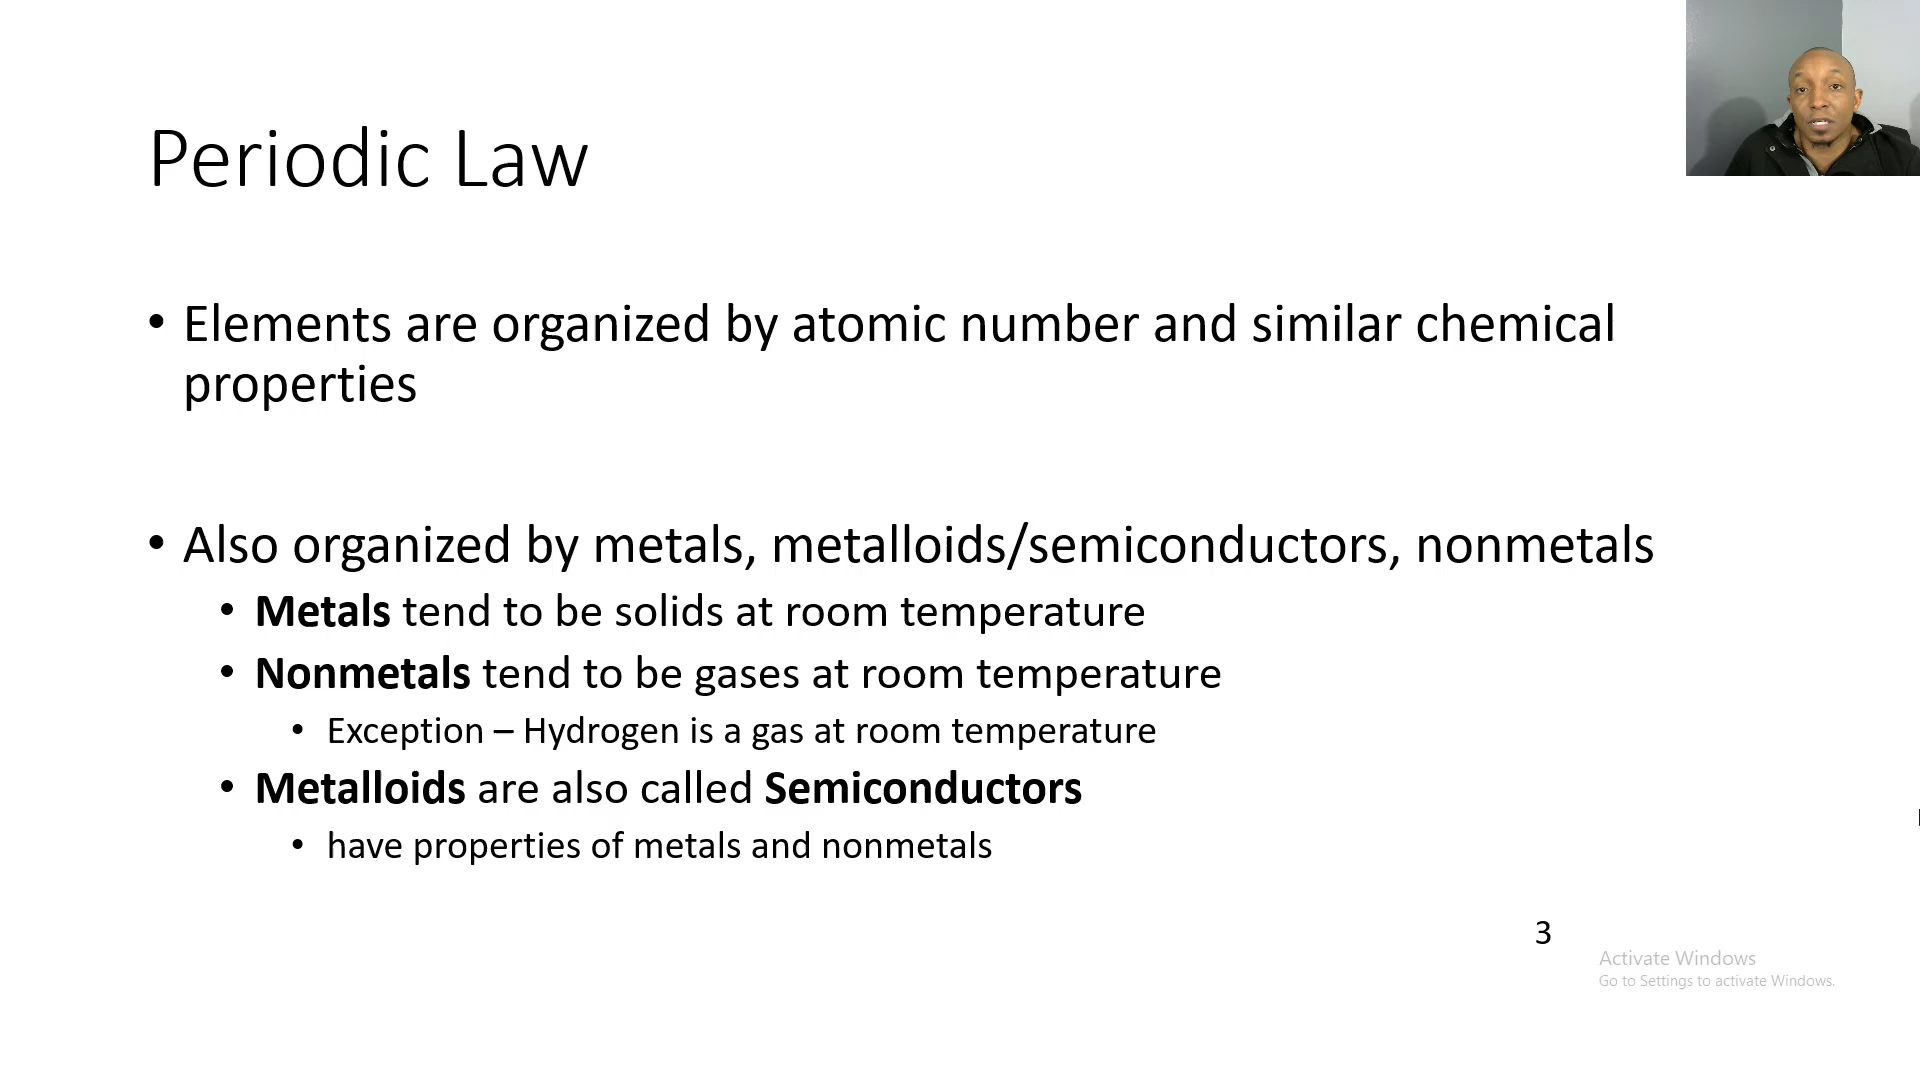 Periodic Law
• Elements are organized by atomic number and similar chemical
properties
• Also organized by metals, metalloids/semiconductors, nonmetals
• Metals tend to be solids at room temperature
• Nonmetals tend to be gases at room temperature
• Exception – Hydrogen is a gas at room temperature
• Metalloids are also called Semiconductors
• have properties of metals and nonmetals
3
Activate Windows
Go to Settings to activate Windows.